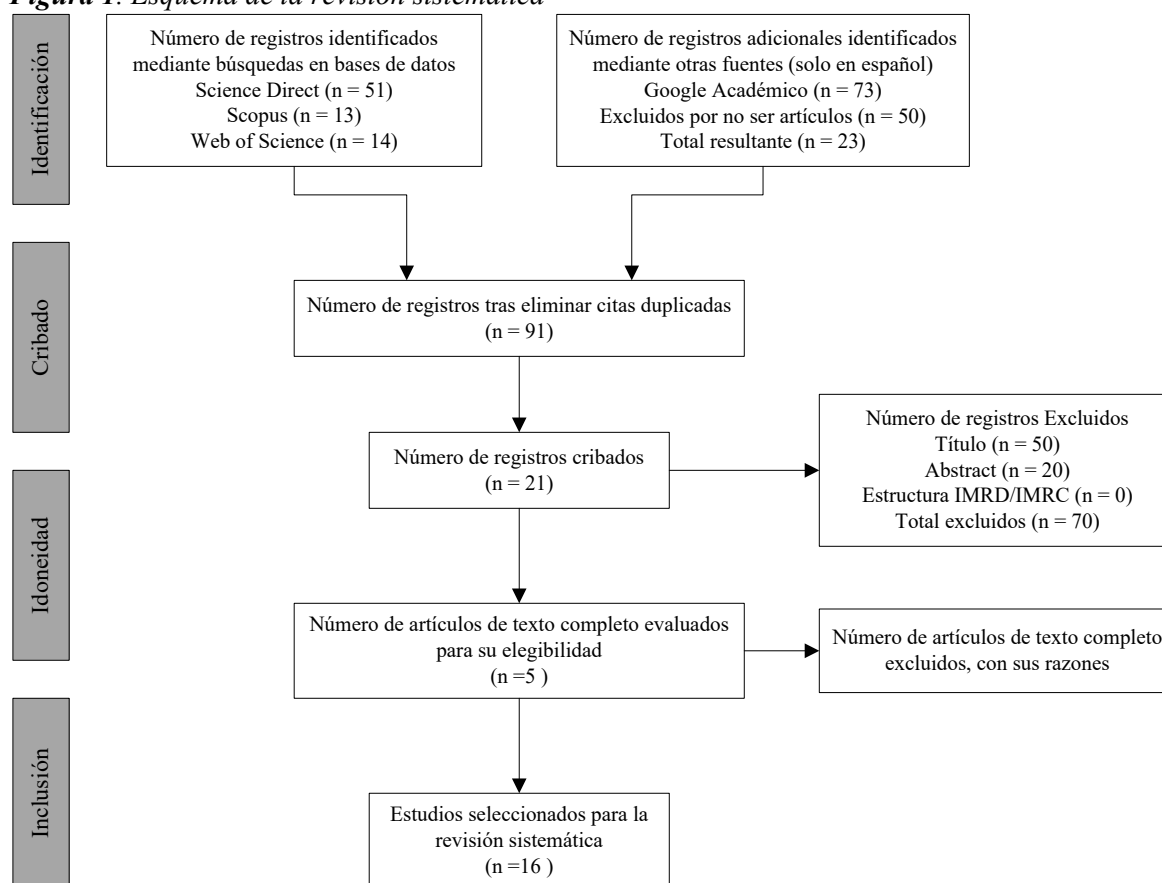 Figura 1. Esquema de la revisión sistemática
Identificación
Número de registros identificados
mediante búsquedas en bases de datos
Science Direct (n = 51)
Scopus (n = 13)
Web of Science (n = 14)
Número de registros adicionales identificados
mediante otras fuentes (solo en español)
Google Académico (n = 73)
Excluidos por no ser artículos (n = 50)
Total resultante (n = 23)
Cribado
Número de registros tras eliminar citas duplicadas
(n = 91)
Número de registros cribados
(n = 21)
Número de registros Excluidos
Título (n = 50)
Abstract (n = 20)
Estructura IMRD/IMRC (n = 0)
Total excluidos (n = 70)
Idoneidad
Número de artículos de texto completo evaluados
para su elegibilidad
(n =5 )
Número de artículos de texto completo
excluidos, con sus razones
Inclusión
Estudios seleccionados para la
revisión sistemática
(n =16 )